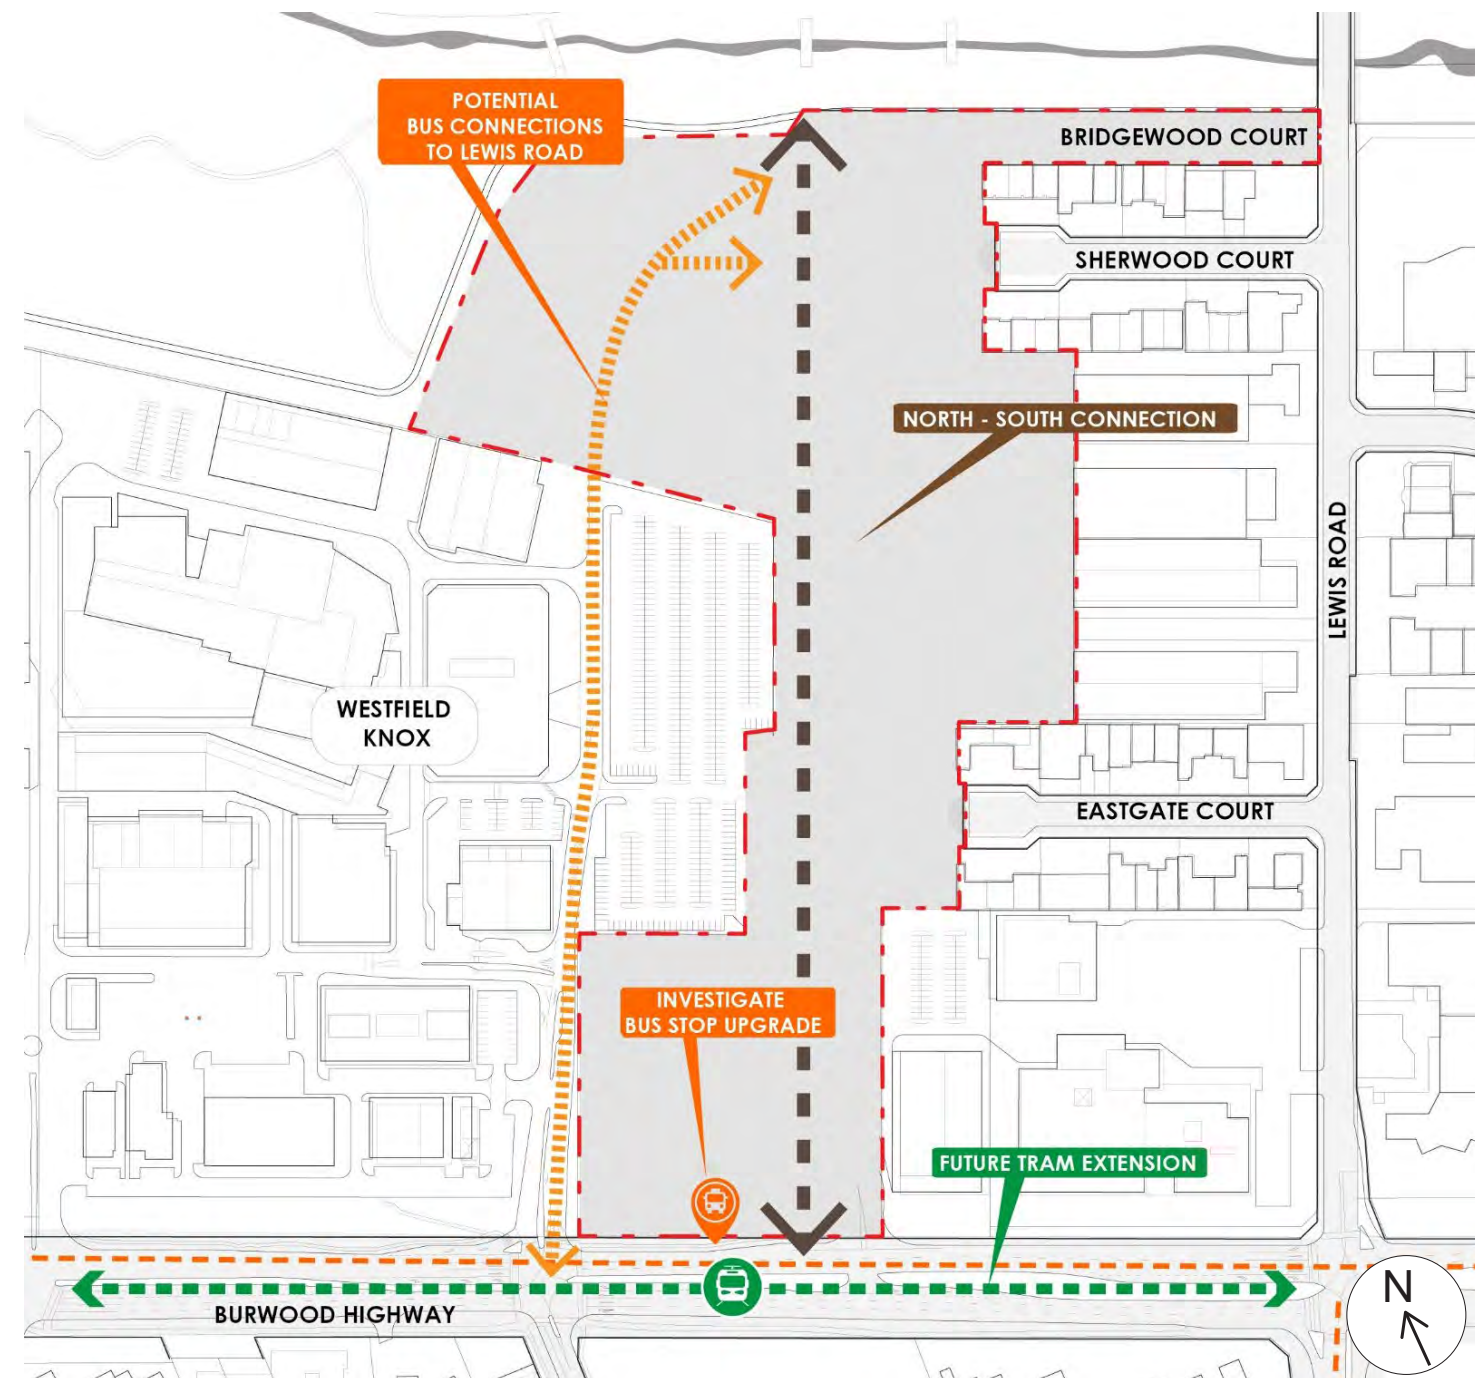 POTENTIAL
BUS CONNECTIONS
TO LEWIS ROAD
BRIDGEWOOD COURT
SHERWOOD COURT
NORTH - SOUTH CONNECTION
LEWIS ROAD
WESTFIELD
KNOX
EASTGATE COURT
INVESTIGATE
BUS STOP UPGRADE
FUTURE TRAM EXTENSION
BURWOOD HIGHWAY
N